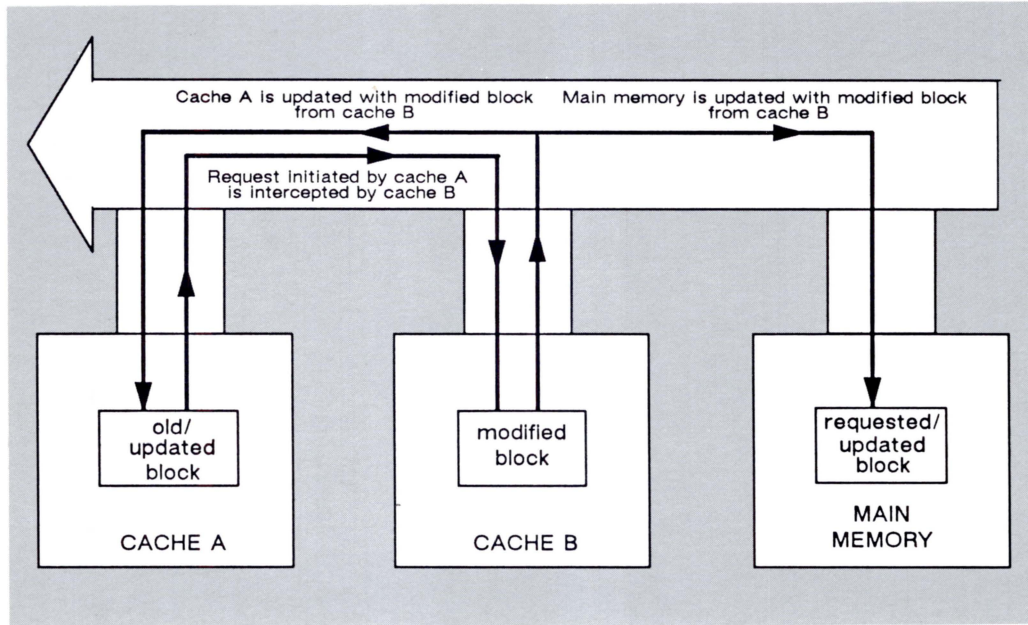 Cache A is updated with modified block
from cache B
Main memory is updated with modified block
from cache B
Request initiated by cache A
is intercepted by cache B
old/
updated
block
CACHE A
modified
block
CACHE B
requested/
updated
block
MAIN
MEMORY